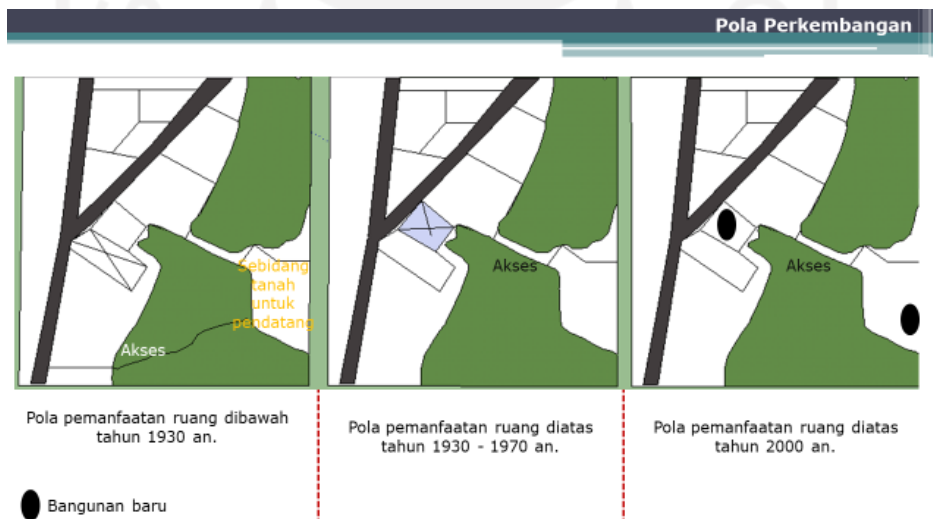 Pola Perkembangan
Sebidang
tanah
untuk
pendatang
Akses
Akses
Akses
Pola pemanfaatan ruang dibawah
tahun 1930 an.
Pola pemanfaatan ruang diatas
tahun 1930 - 1970 an.
Pola pemanfaatan ruang diatas
tahun 2000 an.
Bangunan baru